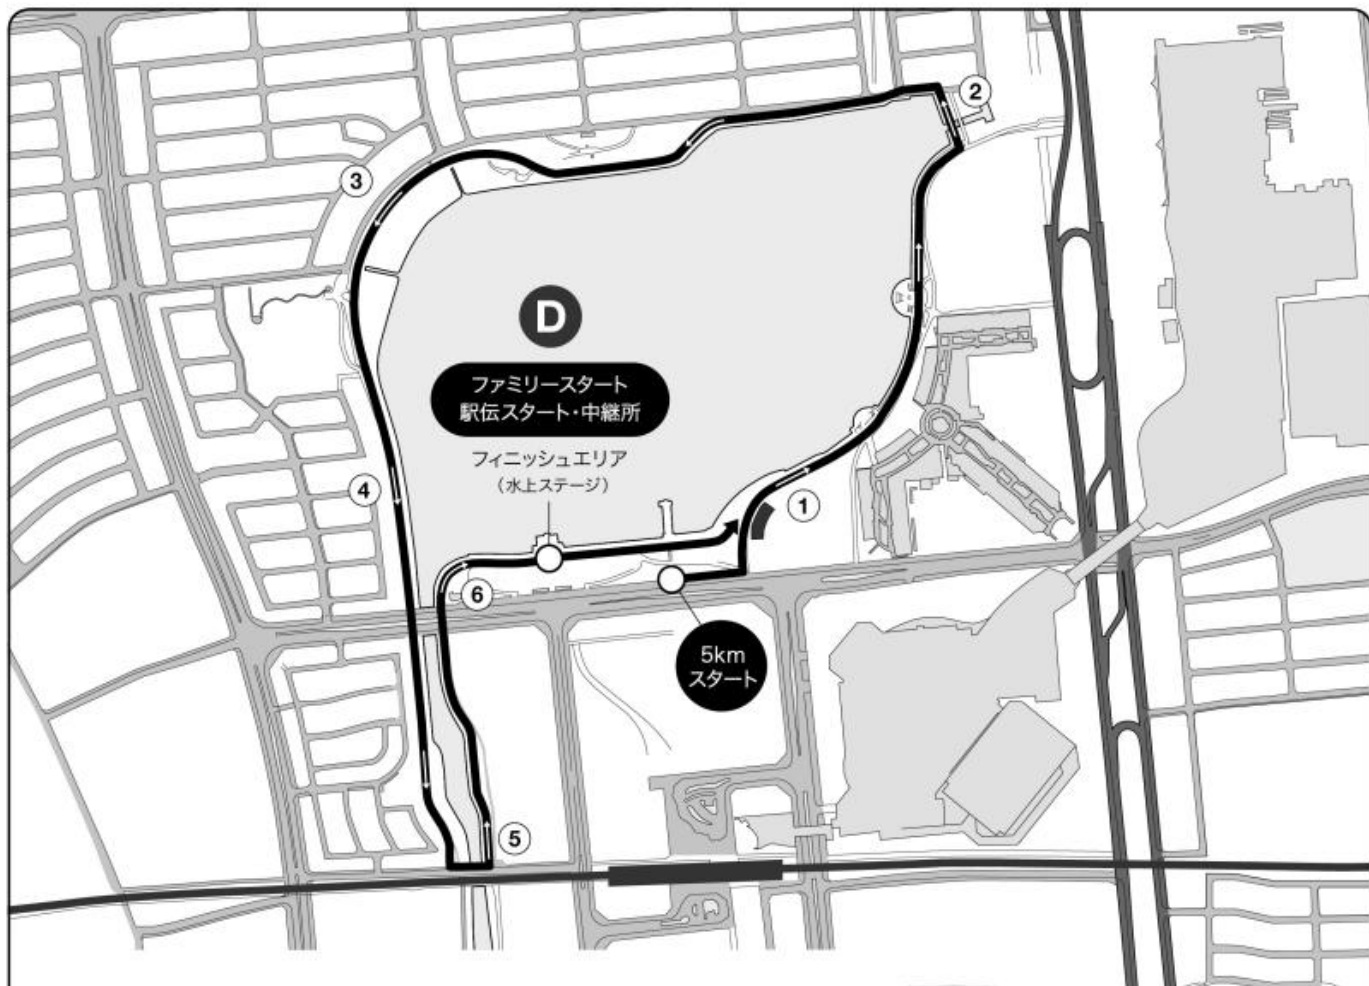 ②
③
D
ファミリースタート
駅伝スタート・中継所
フィニッシュエリア
（水上ステージ）
④
①
⑥
5km
スタート
⑤